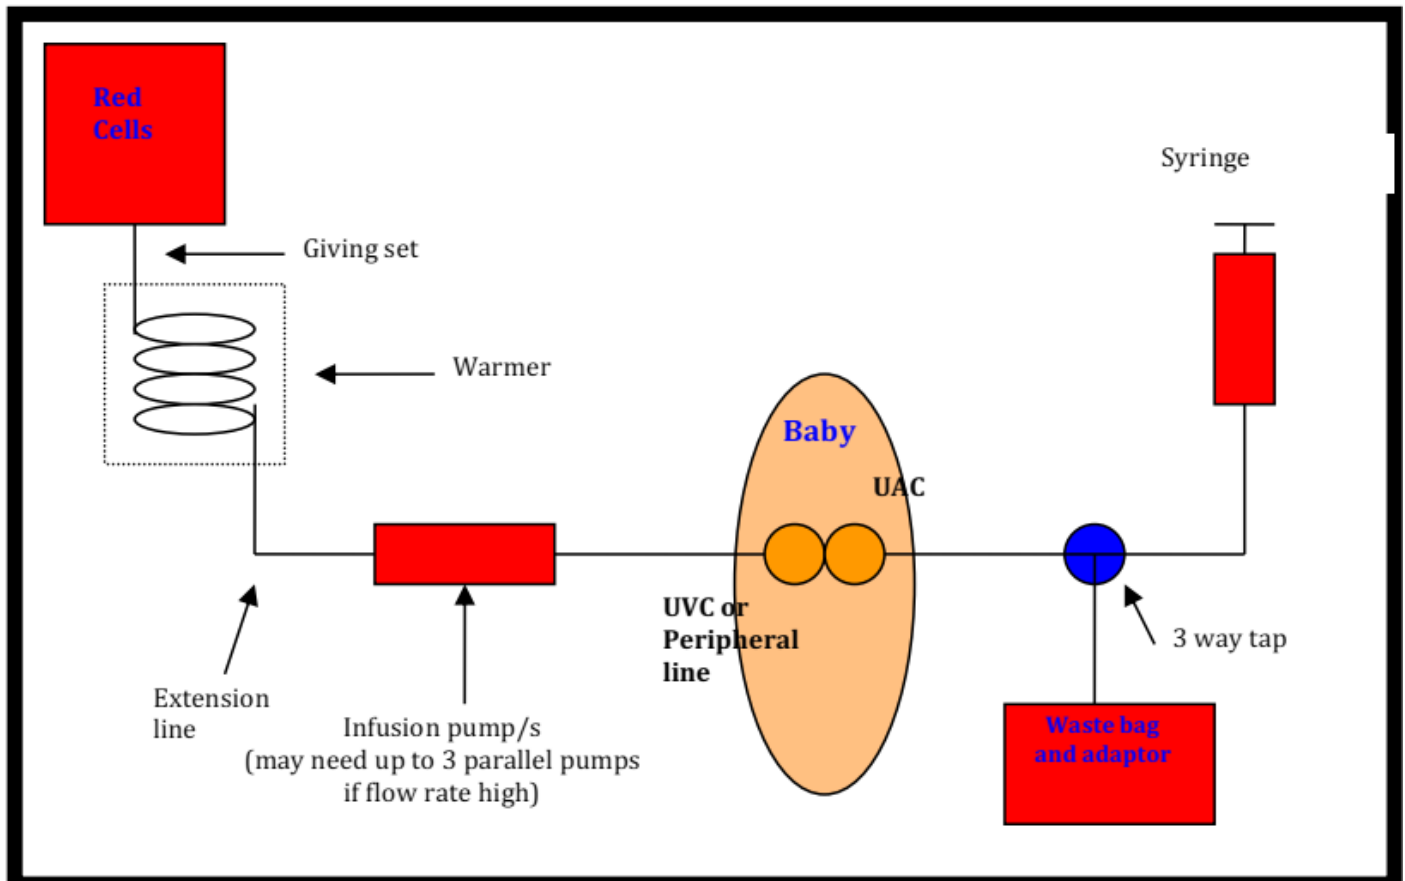 Red
Cells
Syringe
Giving set
Warmer
Baby
UAC
UVC or
Peripheral
line
3 way tap
Extension
line
Infusion pump/s
(may need up to 3 parallel pumps
if flow rate high)
Waste bag
and adaptor